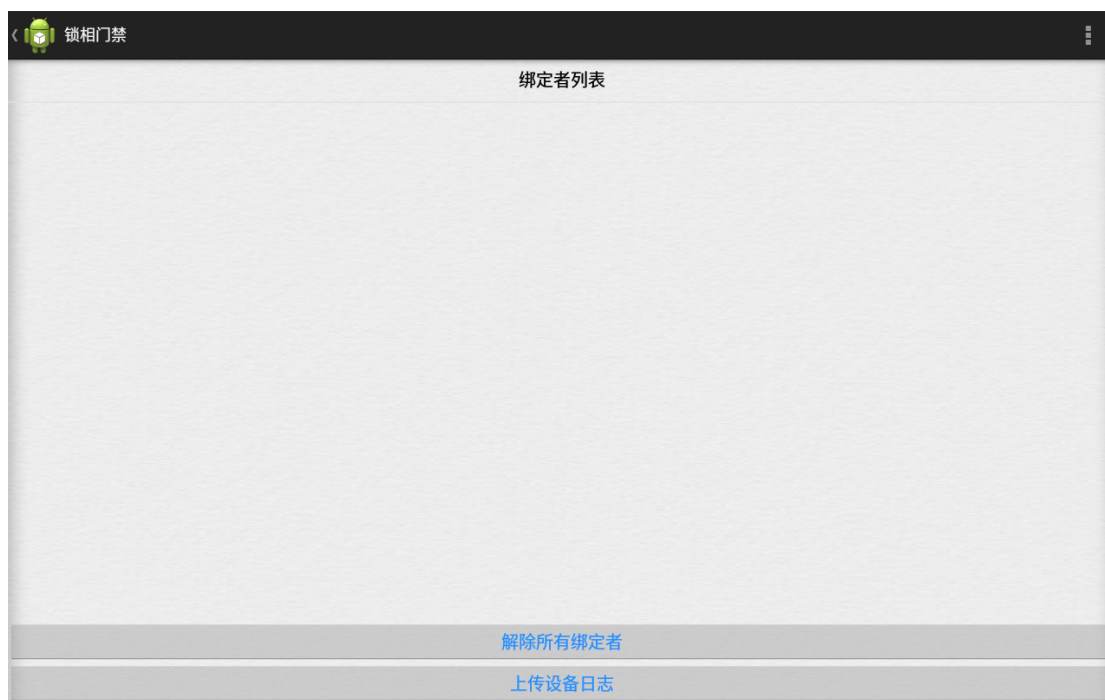 锁相门禁
绑定者列表
解除所有绑定者
上传设备日志